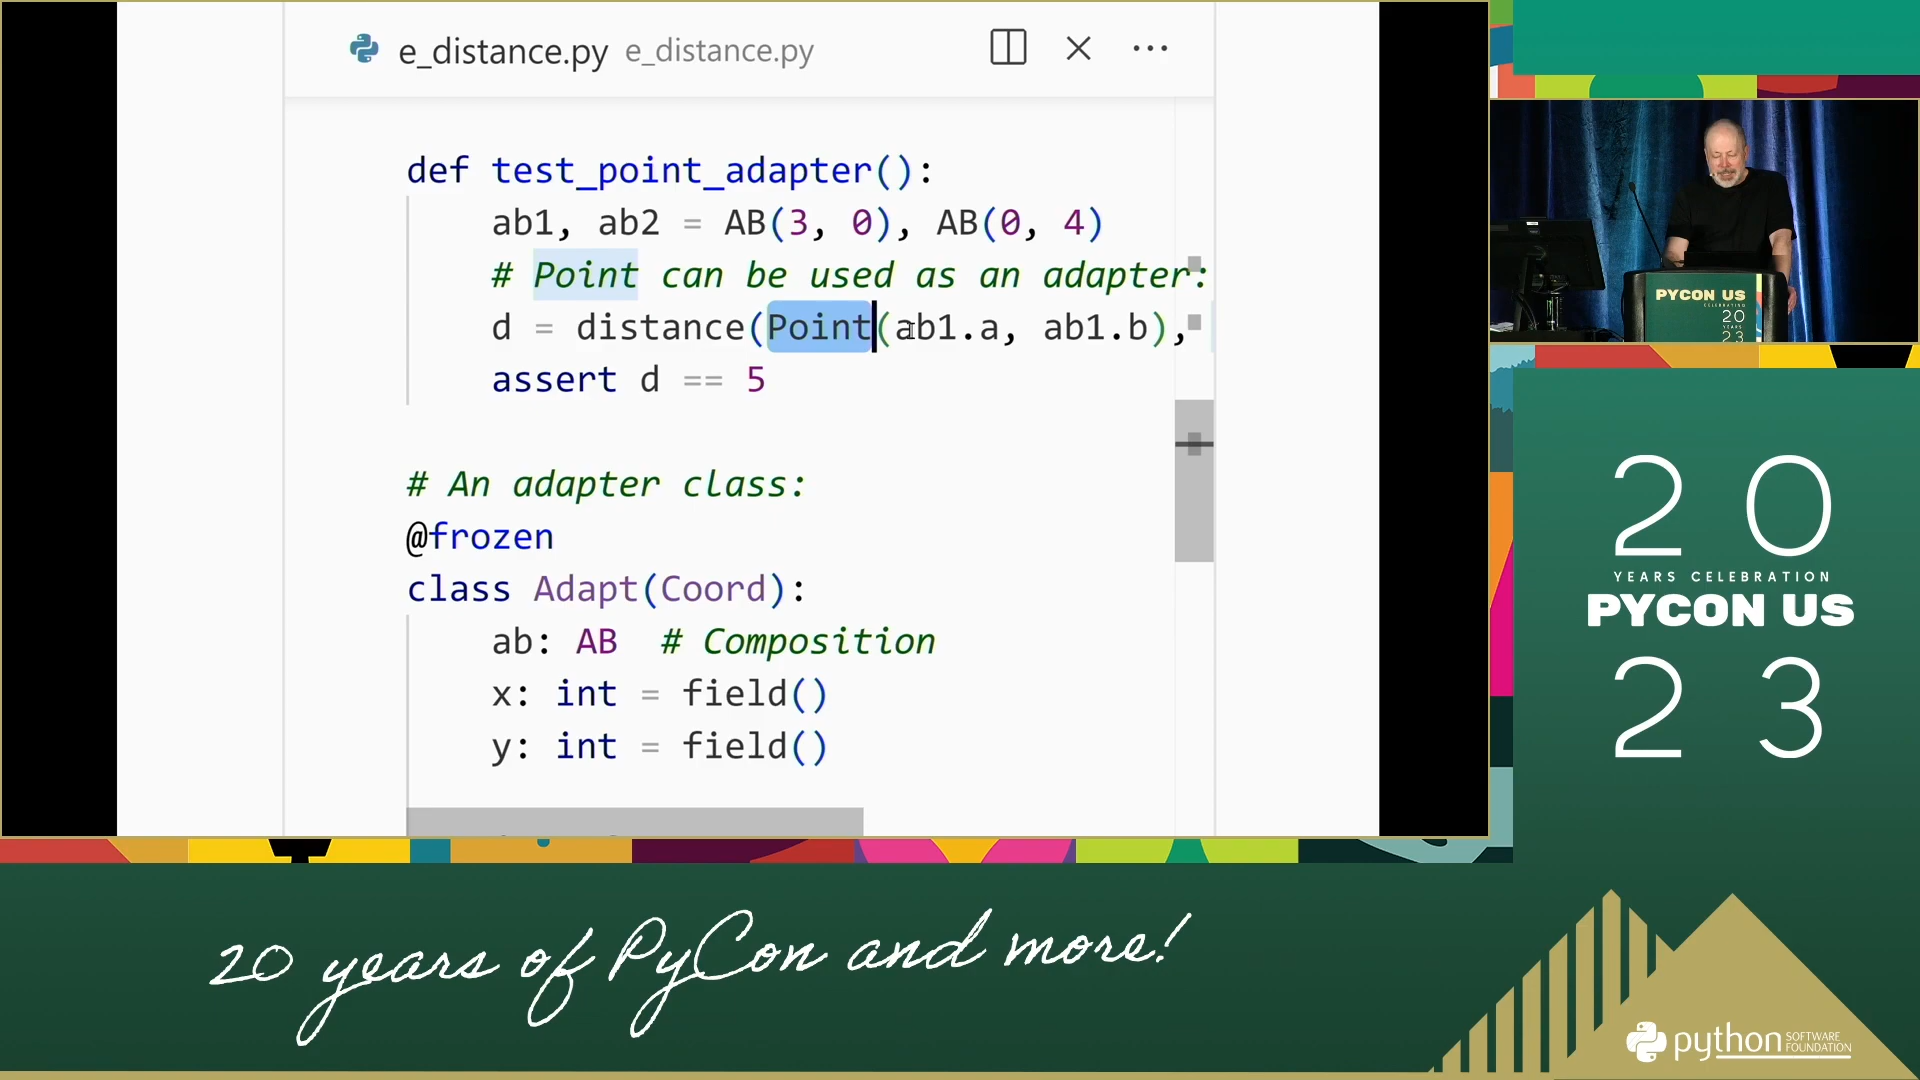 e_distance.py e_distance.py
def test_point_adapter():
ab1, ab2 = AB(3, 0), AB(0, 4)
# Point can be used as an adapter:
d = distance(Point(ab1.a, ab1.b),
assert d == 5
# An adapter class:
@frozen
class Adapt(Coord):
ab: AB # Composition
x: int = field()
y: int = field()
PYCON US
20
YEARS
23
20
YEARS CELEBRATION
PYCON US
23
20 years of PyCon and more!
python SOFTWARE FOUNDATION